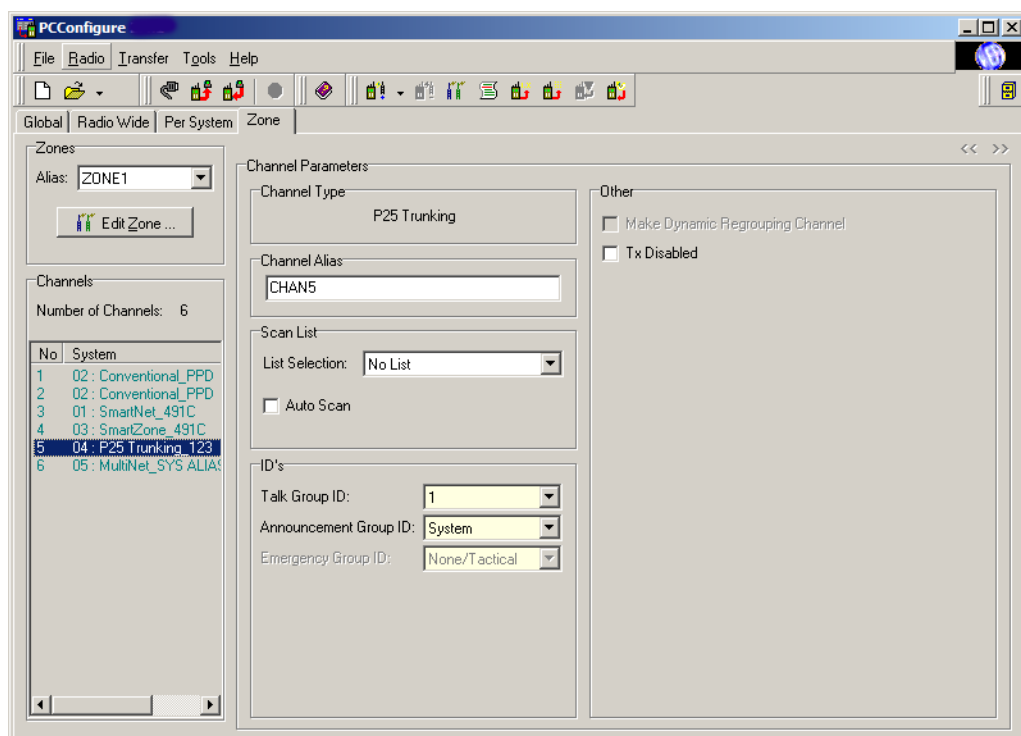 PCConfigure
File Radio Transfer Tools Help
Global Radio Wide Per System Zone
<< >>
Zones
Alias: ZONE1
Edit Zone ...
Channels
Number of Channels: 6
No System
1 02 : Conventional_PPD
2 02 : Conventional_PPD
3 01 : SmartNet_491C
4 03 : SmartZone_491C
5 04 : P25 Trunking_123
6 05 : MultiNet_SYS ALIAS
Channel Parameters
Channel Type
P25 Trunking
Channel Alias
CHAN5
Scan List
List Selection: No List
Auto Scan
ID's
Talk Group ID: 1
Announcement Group ID: System
Emergency Group ID: None/Tactical
Other
Make Dynamic Regrouping Channel
Tx Disabled